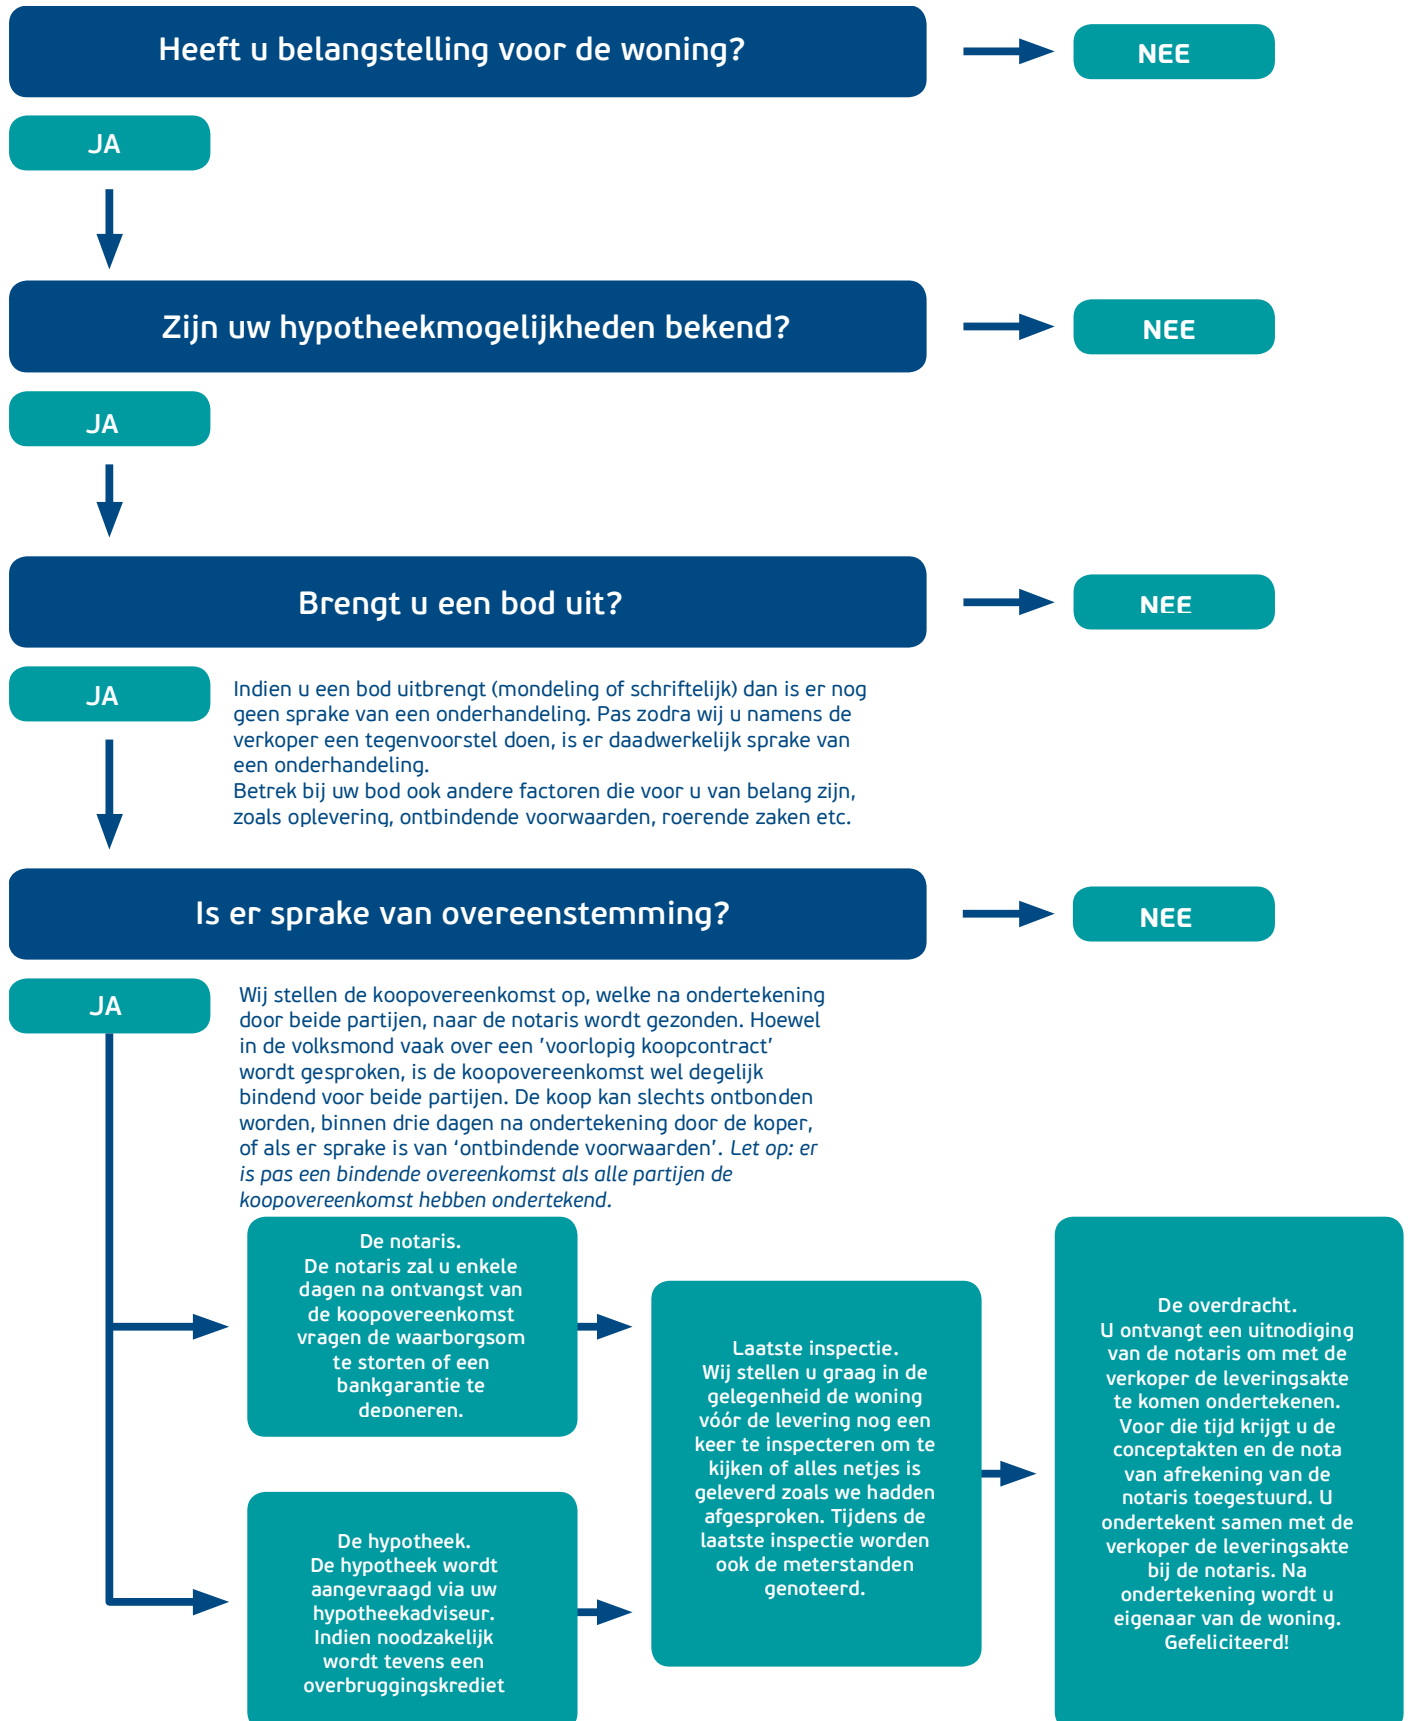 Heeft u belangstelling voor de woning?
NEE
JA
Zijn uw hypotheekmogelijkheden bekend?
NEE
JA
Brengt u een bod uit?
NEE
JA
Indien u een bod uitbrengt (mondeling of schriftelijk) dan is er nog
geen sprake van een onderhandeling. Pas zodra wij u namens de
verkoper een tegenvoorstel doen, is er daadwerkelijk sprake van
een onderhandeling.
Betrek bij uw bod ook andere factoren die voor u van belang zijn,
zoals oplevering, ontbindende voorwaarden, roerende zaken etc.
Is er sprake van overeenstemming?
NEE
JA
Wij stellen de koopovereenkomst op, welke na ondertekening
door beide partijen, naar de notaris wordt gezonden. Hoewel
in de volksmond vaak over een 'voorlopig koopcontract'
wordt gesproken, is de koopovereenkomst wel degelijk
bindend voor beide partijen. De koop kan slechts ontbonden
worden, binnen drie dagen na ondertekening door de koper,
of als er sprake is van ‘ontbindende voorwaarden’. Let op: er
is pas een bindende overeenkomst als alle partijen de
koopovereenkomst hebben ondertekend.
De notaris.
De notaris zal u enkele
dagen na ontvangst van
de koopovereenkomst
vragen de waarborgsom
te storten of een
bankgarantie te
deponeren.
De hypotheek.
De hypotheek wordt
aangevraagd via uw
hypotheekadviseur.
Indien noodzakelijk
wordt tevens een
overbruggingskrediet
Laatste inspectie.
Wij stellen u graag in de
gelegenheid de woning
vóór de levering nog een
keer te inspecteren om te
kijken of alles netjes is
geleverd zoals we hadden
afgesproken. Tijdens de
laatste inspectie worden
ook de meterstanden
genoteerd.
De overdracht.
U ontvangt een uitnodiging
van de notaris om met de
verkoper de leveringsakte
te komen ondertekenen.
Voor die tijd krijgt u de
conceptakten en de nota
van afrekening van de
notaris toegestuurd. U
ondertekent samen met de
verkoper de leveringsakte
bij de notaris. Na
ondertekening wordt u
eigenaar van de woning.
Gefeliciteerd!